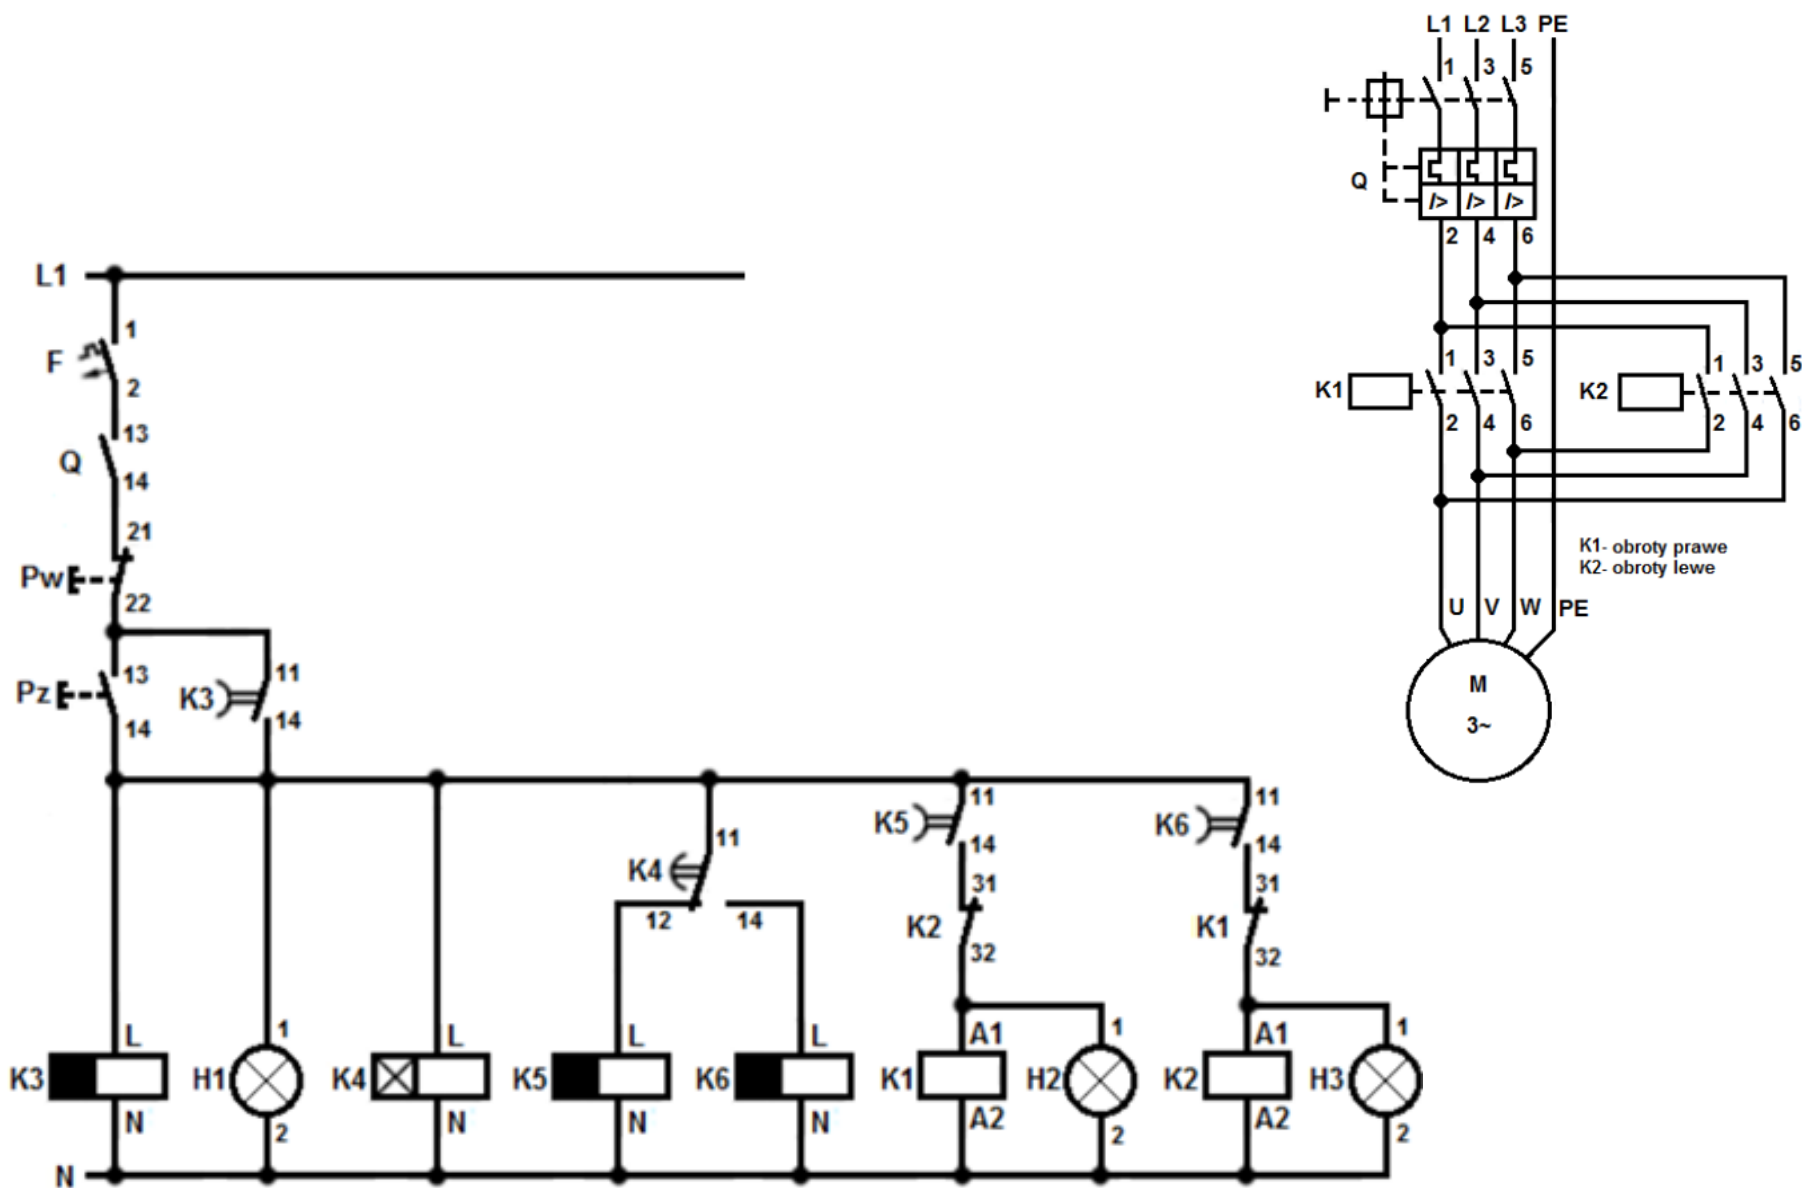 L1 L2 L3 PE
1 3 5
Q
I> I> I>
2 4 6
L1
1
F
2
13
Q
14
21
Pw
22
13
Pz
14
11
K3
14
1 3 5
K1
2 4 6
1 3 5
K2
2 4 6
K1- obroty prawe
K2- obroty lewe
U V W PE
M
3~
11
K4
12 14
11
K5
14
31
K2
32
11
K6
14
31
K1
32
L 1 L L L A1 1 A1 1
K3 H1 K4 K5 K6 K1 H2 K2 H3
N 2 N N N A2 2 A2 2
N